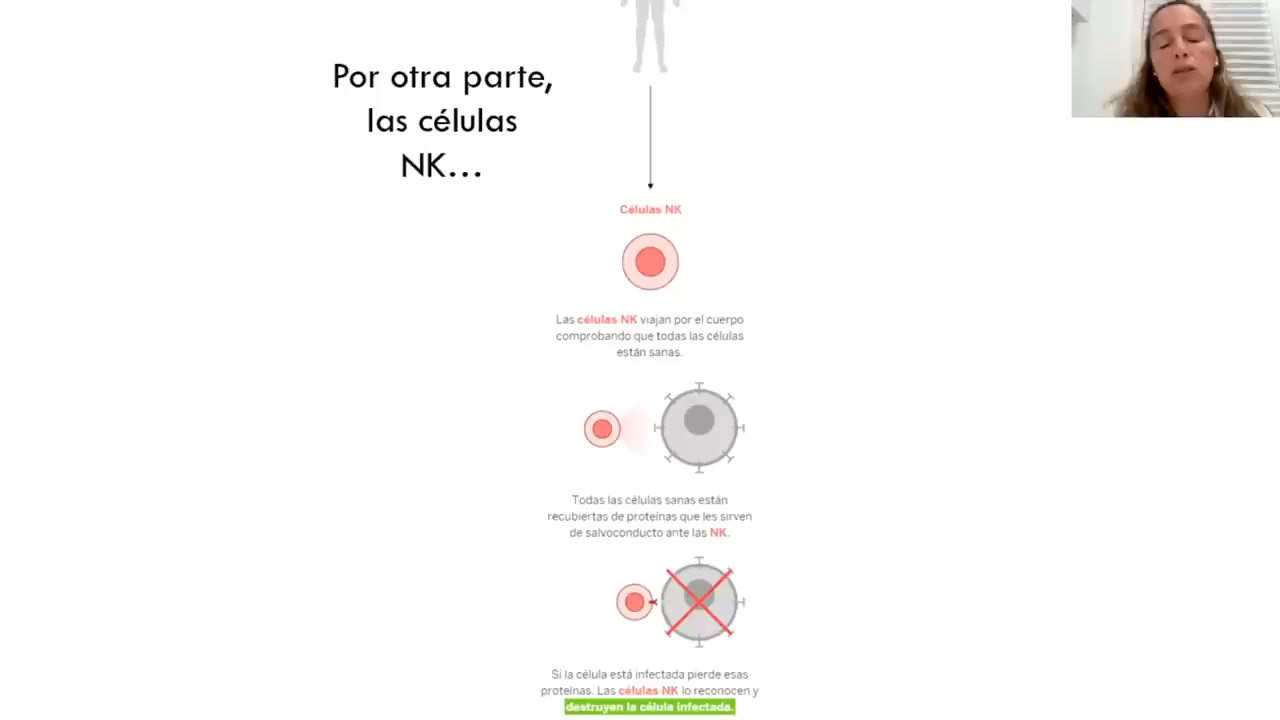 Por otra parte,
las células
NK...
Células NK
Las células NK viajan por el cuerpo
comprobando que todas las células
están sanas.
Todas las células sanas están
recubiertas de proteínas que les sirven
de salvoconducto ante las NK.
Si la célula está infectada pierde esas
proteínas. Las células NK lo reconocen y
destruyen la célula infectada.